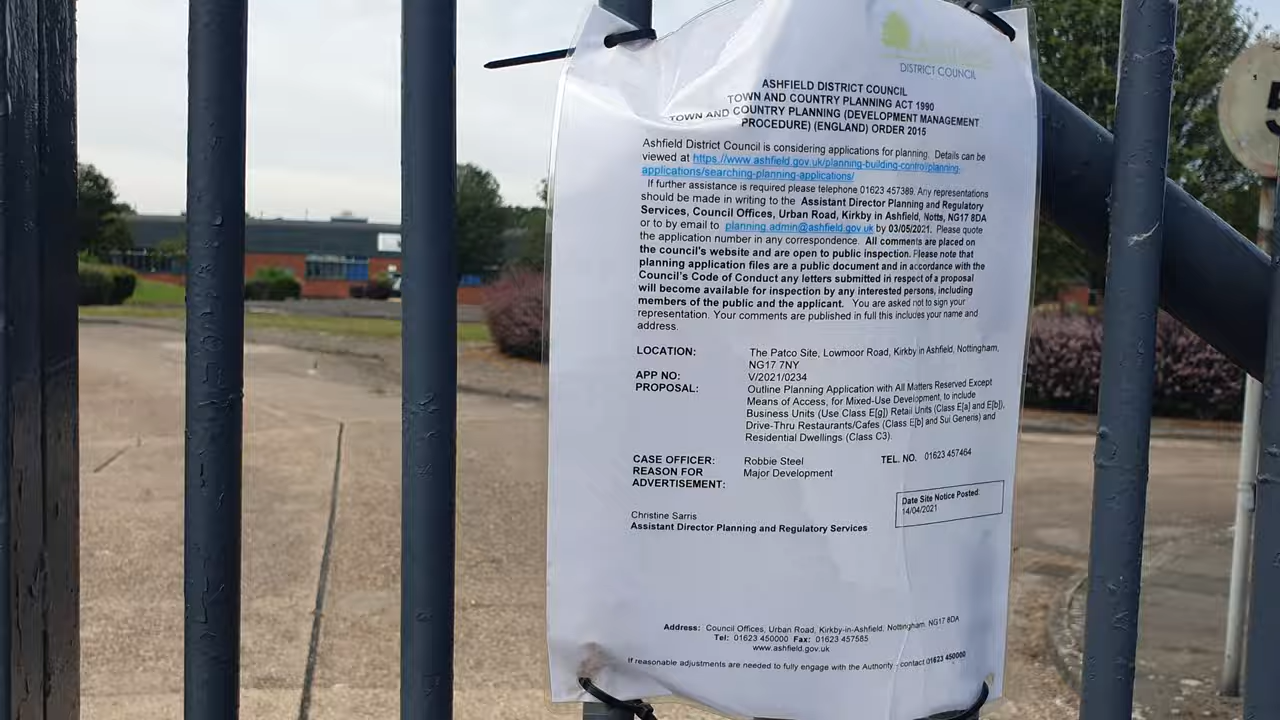 ASHFIELD
DISTRICT COUNCIL
ASHFIELD DISTRICT COUNCIL
TOWN AND COUNTRY PLANNING ACT 1990
TOWN AND COUNTRY PLANNING (DEVELOPMENT MANAGEMENT
PROCEDURE) (ENGLAND) ORDER 2015
Ashfield District Council is considering applications for planning. Details can be
viewed at https://www.ashfield.gov.uk/planning-building-control/planning-
applications/searching-planning-applications/
If further assistance is required please telephone 01623 457389. Any representations
should be made in writing to the Assistant Director Planning and Regulatory
Services, Council Offices, Urban Road, Kirkby in Ashfield, Notts, NG17 8DA
or to by email to planning.admin@ashfield.gov.uk by 03/05/2021. Please quote
the application number in any correspondence. All comments are placed on
the council's website and are open to public inspection. Please note that
planning application files are a public document and in accordance with the
Council's Code of Conduct any letters submitted in respect of a proposal
will become available for inspection by any interested persons, including
members of the public and the applicant. You are asked not to sign your
representation. Your comments are published in full this includes your name and
address.
LOCATION: The Patco Site, Lowmoor Road, Kirkby in Ashfield, Nottingham,
NG17 7NY
APP NO: V/2021/0234
PROPOSAL: Outline Planning Application with All Matters Reserved Except
Means of Access, for Mixed-Use Development, to include
Business Units (Use Class E[g]) Retail Units (Class E[a] and E[b]),
Drive-Thru Restaurants/Cafes (Class E[b] and Sui Generis) and
Residential Dwellings (Class C3).
CASE OFFICER: Robbie Steel TEL. NO. 01623 457464
REASON FOR Major Development
ADVERTISEMENT:
Date Site Notice Posted.
14/04/2021
Christine Sarris
Assistant Director Planning and Regulatory Services
Address: Council Offices, Urban Road, Kirkby-in-Ashfield, Nottingham, NG17 8DA
Tel: 01623 450000 Fax: 01623 457585
www.ashfield.gov.uk
If reasonable adjustments are needed to fully engage with the Authority - contact 01623 450000
5